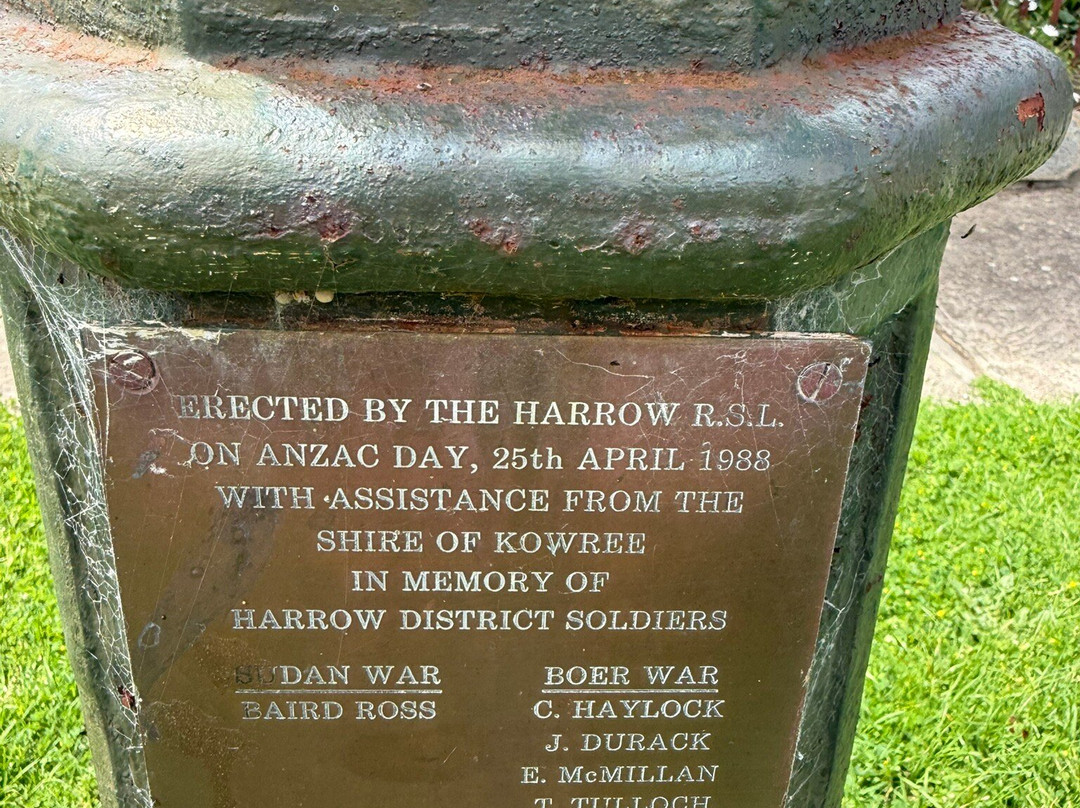 ERECTED BY THE HARROW R.S.L.
ON ANZAC DAY, 25th APRIL 1988
WITH ASSISTANCE FROM THE
SHIRE OF KOWREE
IN MEMORY OF
HARROW DISTRICT SOLDIERS
SUDAN WAR
BAIRD ROSS
BOER WAR
C. HAYLOCK
J. DURACK
E. McMILLAN
T. TULLOCH